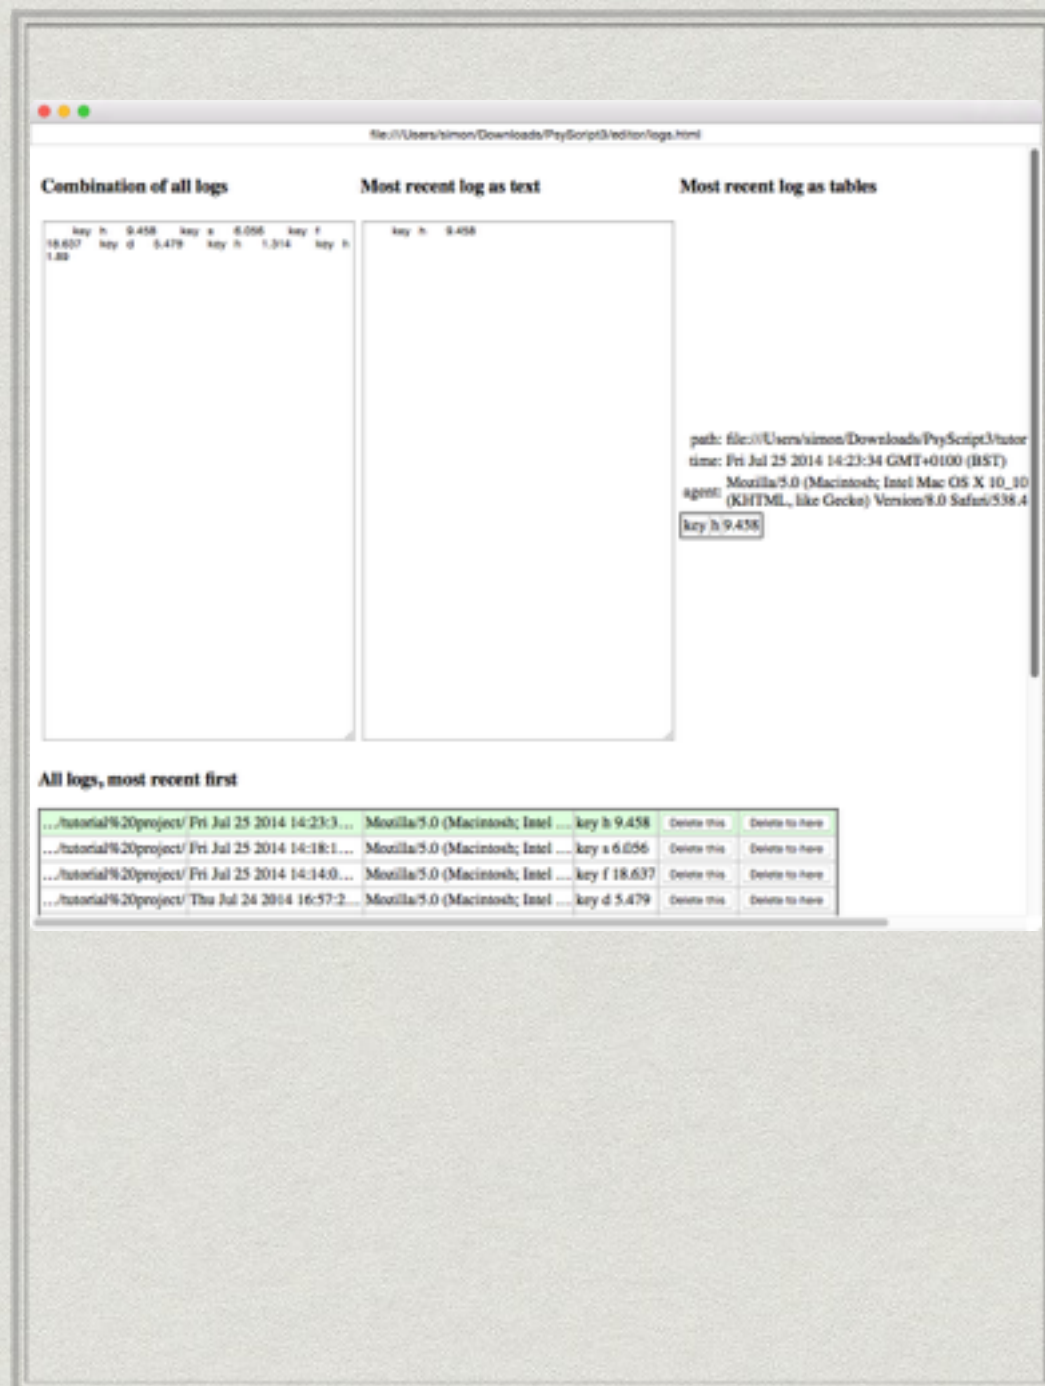 file:///Users/simon/Downloads/PsyScript3/editor/logs.html
Combination of all logs
Most recent log as text
Most recent log as tables
key h 9.458 key s 6.056 key f
18.637 key d 5.479 key h 1.314 key h
1.89
key h 9.458
path: file:///Users/simon/Downloads/PsyScript3/tutor
time: Fri Jul 25 2014 14:23:34 GMT+0100 (BST)
agent: Mozilla/5.0 (Macintosh; Intel Mac OS X 10_10
(KHTML, like Gecko) Version/8.0 Safari/538.4
key h 9.458
All logs, most recent first
…/tutorial%20project/ Fri Jul 25 2014 14:23:3… Mozilla/5.0 (Macintosh; Intel … key h 9.458 Delete this Delete to here
…/tutorial%20project/ Fri Jul 25 2014 14:18:1… Mozilla/5.0 (Macintosh; Intel … key s 6.056 Delete this Delete to here
…/tutorial%20project/ Fri Jul 25 2014 14:14:0… Mozilla/5.0 (Macintosh; Intel … key f 18.637 Delete this Delete to here
…/tutorial%20project/ Thu Jul 24 2014 16:57:2… Mozilla/5.0 (Macintosh; Intel … key d 5.479 Delete this Delete to here